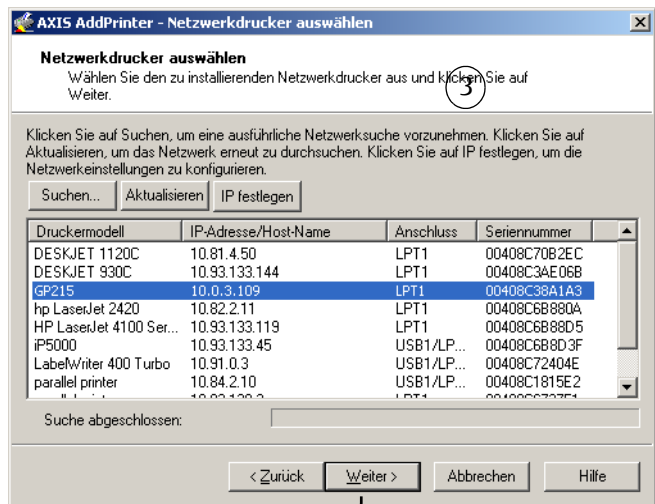 AXIS AddPrinter - Netzwerkdrucker auswählen
Netzwerkdrucker auswählen
Wählen Sie den zu installierenden Netzwerkdrucker aus und klicken Sie auf
Weiter.
3
Klicken Sie auf Suchen, um eine ausführliche Netzwerksuche vorzunehmen. Klicken Sie auf
Aktualisieren, um das Netzwerk erneut zu durchsuchen. Klicken Sie auf IP festlegen, um die
Netzwerkeinstellungen zu konfigurieren.
Suchen... Aktualisieren IP festlegen
Druckermodell IP-Adresse/Host-Name Anschluss Seriennummer
DESKJET 1120C 10.81.4.50 LPT1 00408C70B2EC
DESKJET 930C 10.93.133.144 LPT1 00408C3AE06B
GP215 10.0.3.109 LPT1 00408C38A1A3
hp LaserJet 2420 10.82.2.11 LPT1 00408C6B880A
HP LaserJet 4100 Ser... 10.93.133.119 LPT1 00408C6B88D5
iP5000 10.93.133.45 USB1/LP... 00408C6B8D3F
LabelWriter 400 Turbo 10.91.0.3 USB1/LP... 00408C72404E
parallel printer 10.84.2.10 USB1/LP... 00408C1815E2
Suche abgeschlossen:
< Zurück Weiter > Abbrechen Hilfe